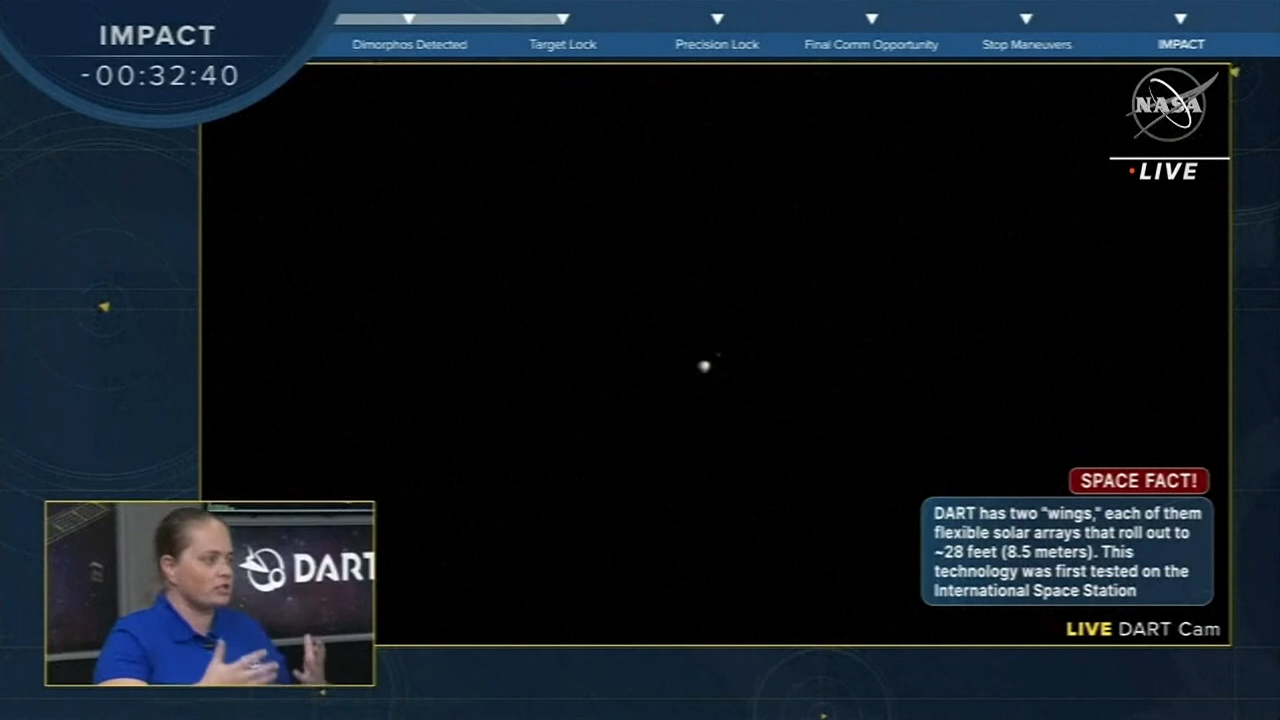 IMPACT
-00:32:40
Dimorphos Detected
Target Lock
Precision Lock
Final Comm Opportunity
Stop Maneuvers
IMPACT
NASA
LIVE
SPACE FACT!
DART has two "wings," each of them
flexible solar arrays that roll out to
~28 feet (8.5 meters). This
technology was first tested on the
International Space Station
LIVE DART Cam
DART